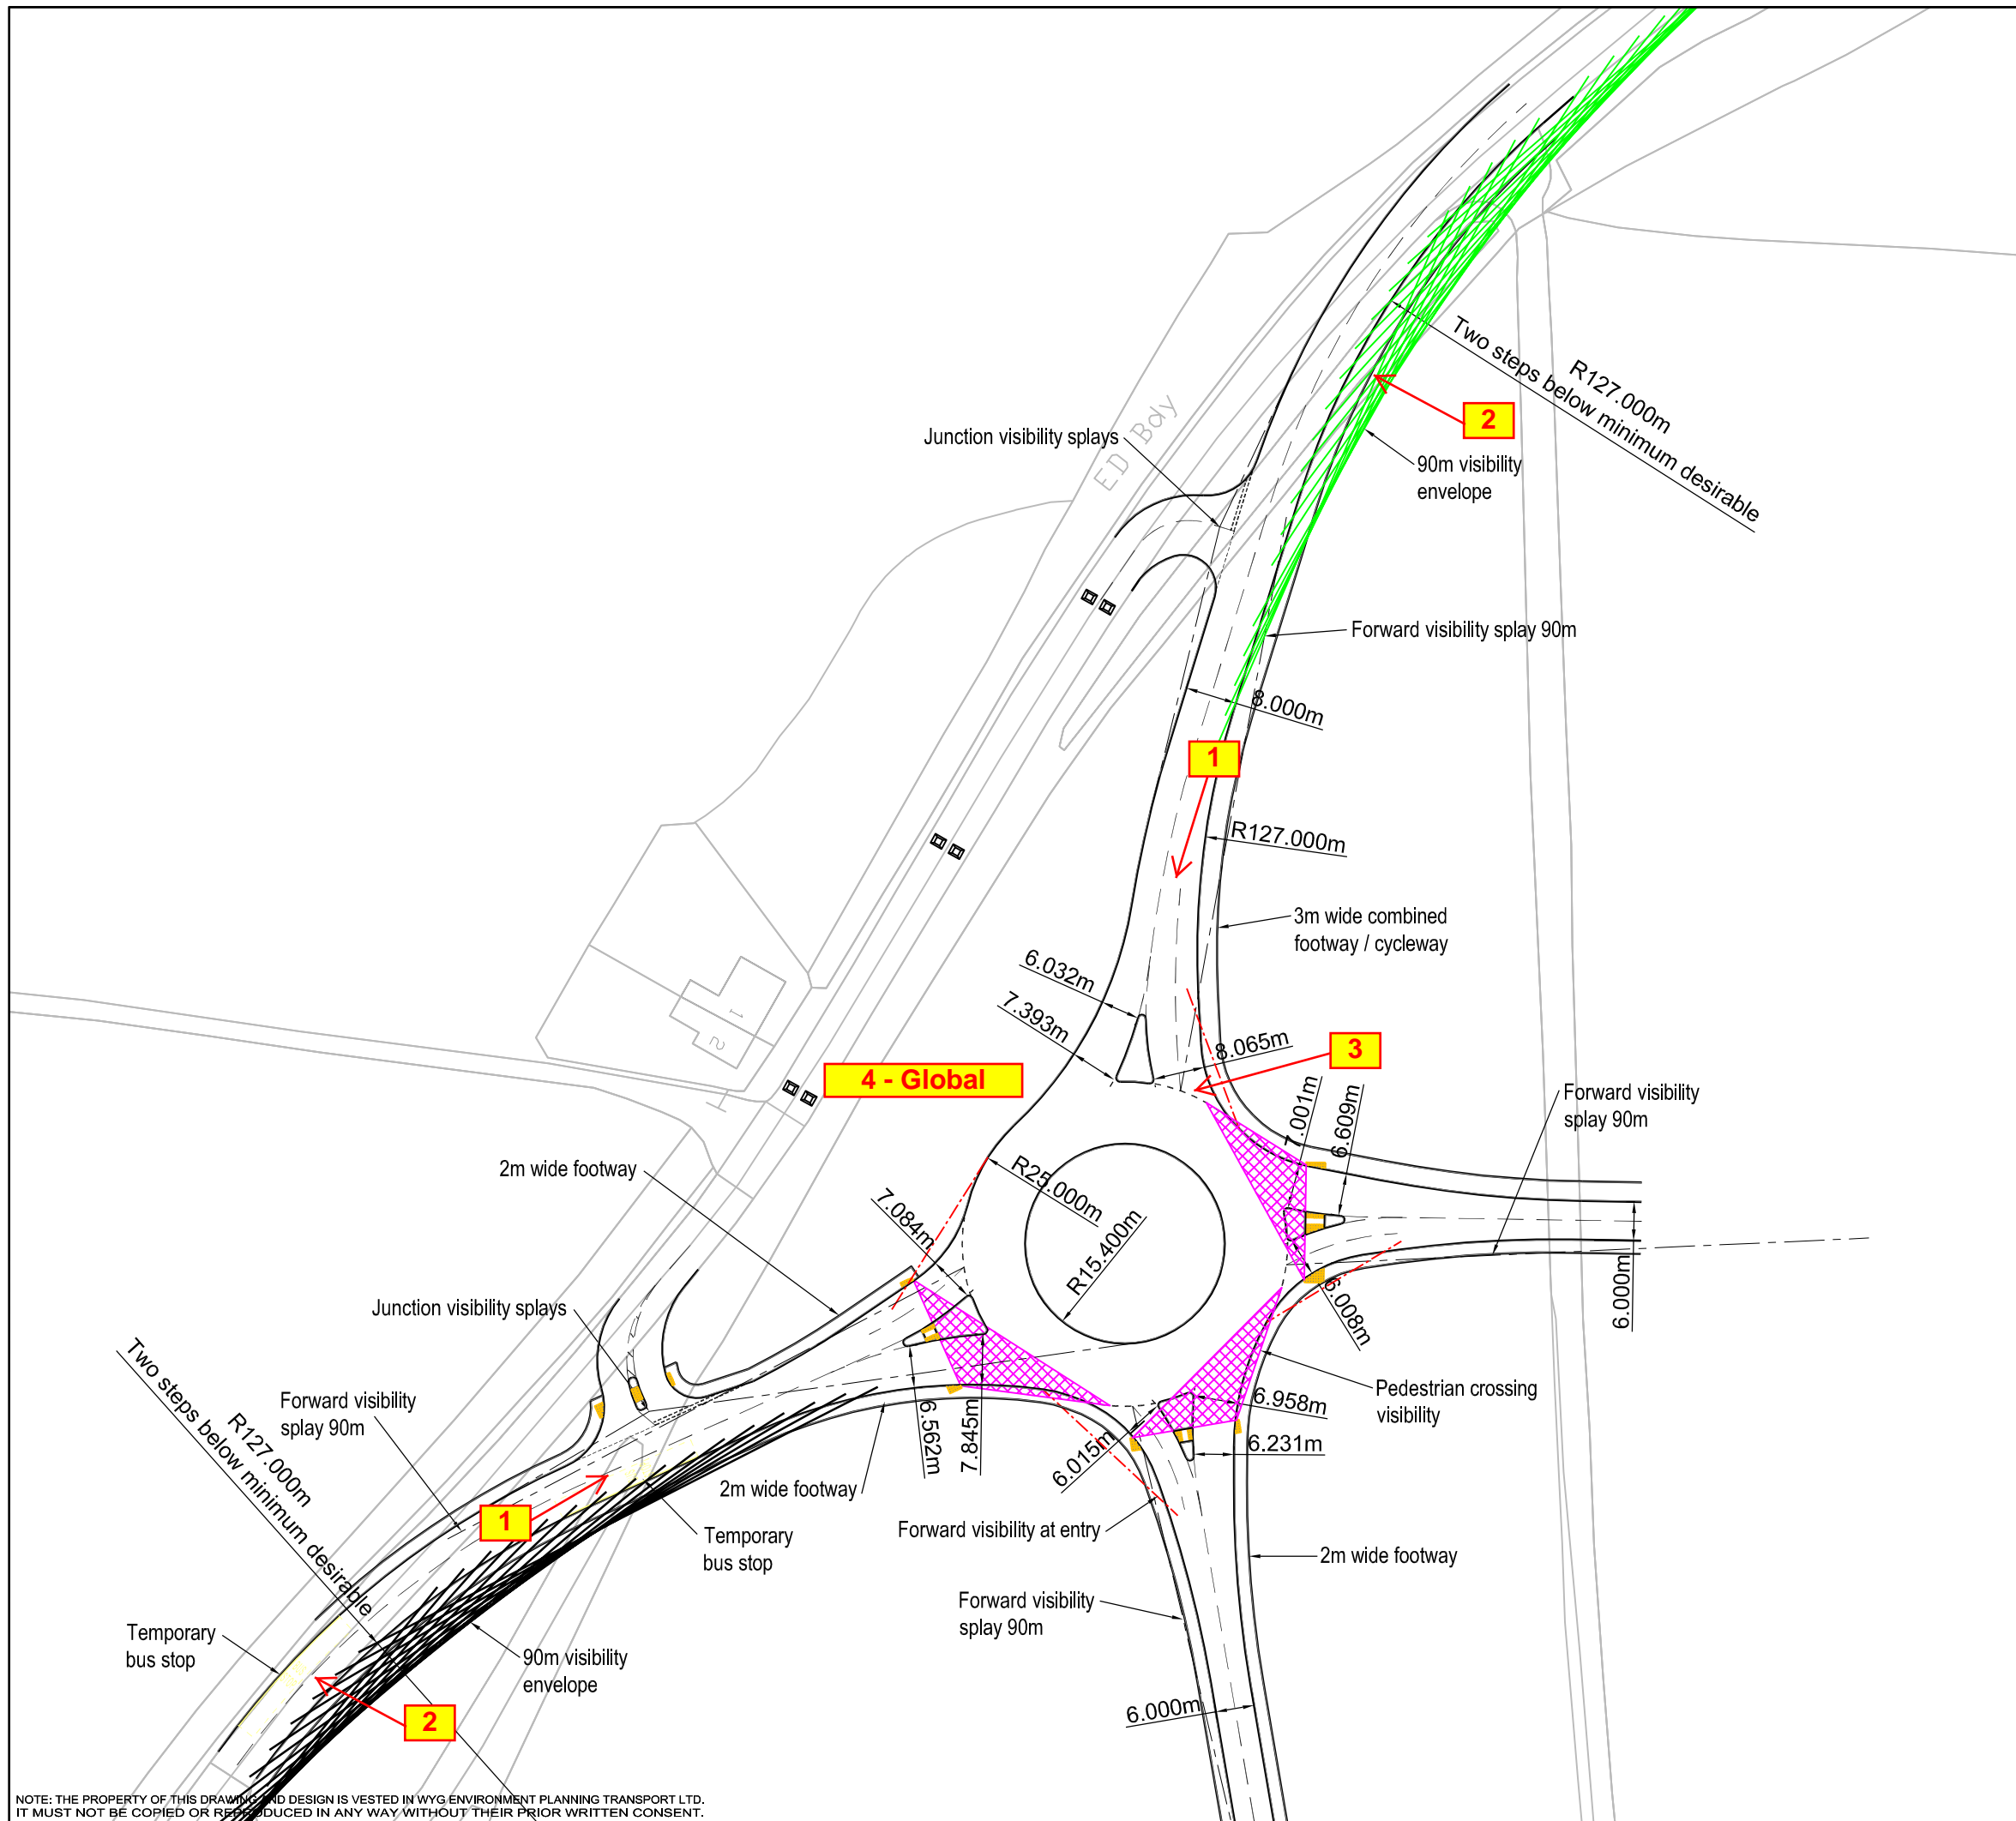 ED Bdy
Junction visibility splays
2
R127.000m
Two steps below minimum desirable
90m visibility
envelope
Forward visibility splay 90m
8.000m
1
R127.000m
3m wide combined
footway / cycleway
6.032m
7.393m
8.065m
3
4 - Global
1
2
7.001m
6.609m
Forward visibility
splay 90m
2m wide footway
R25.000m
7.084m
R15.400m
6.008m
6.000m
Junction visibility splays
Two steps below minimum desirable
R127.000m
Forward visibility
splay 90m
Pedestrian crossing
visibility
6.958m
6.231m
6.015m
6.562m
7.845m
2m wide footway
1
Temporary
bus stop
Forward visibility at entry
2m wide footway
Forward visibility
splay 90m
Temporary
bus stop
90m visibility
envelope
2
6.000m
NOTE: THE PROPERTY OF THIS DRAWING AND DESIGN IS VESTED IN WYG ENVIRONMENT PLANNING TRANSPORT LTD.
IT MUST NOT BE COPIED OR REPRODUCED IN ANY WAY WITHOUT THEIR PRIOR WRITTEN CONSENT.